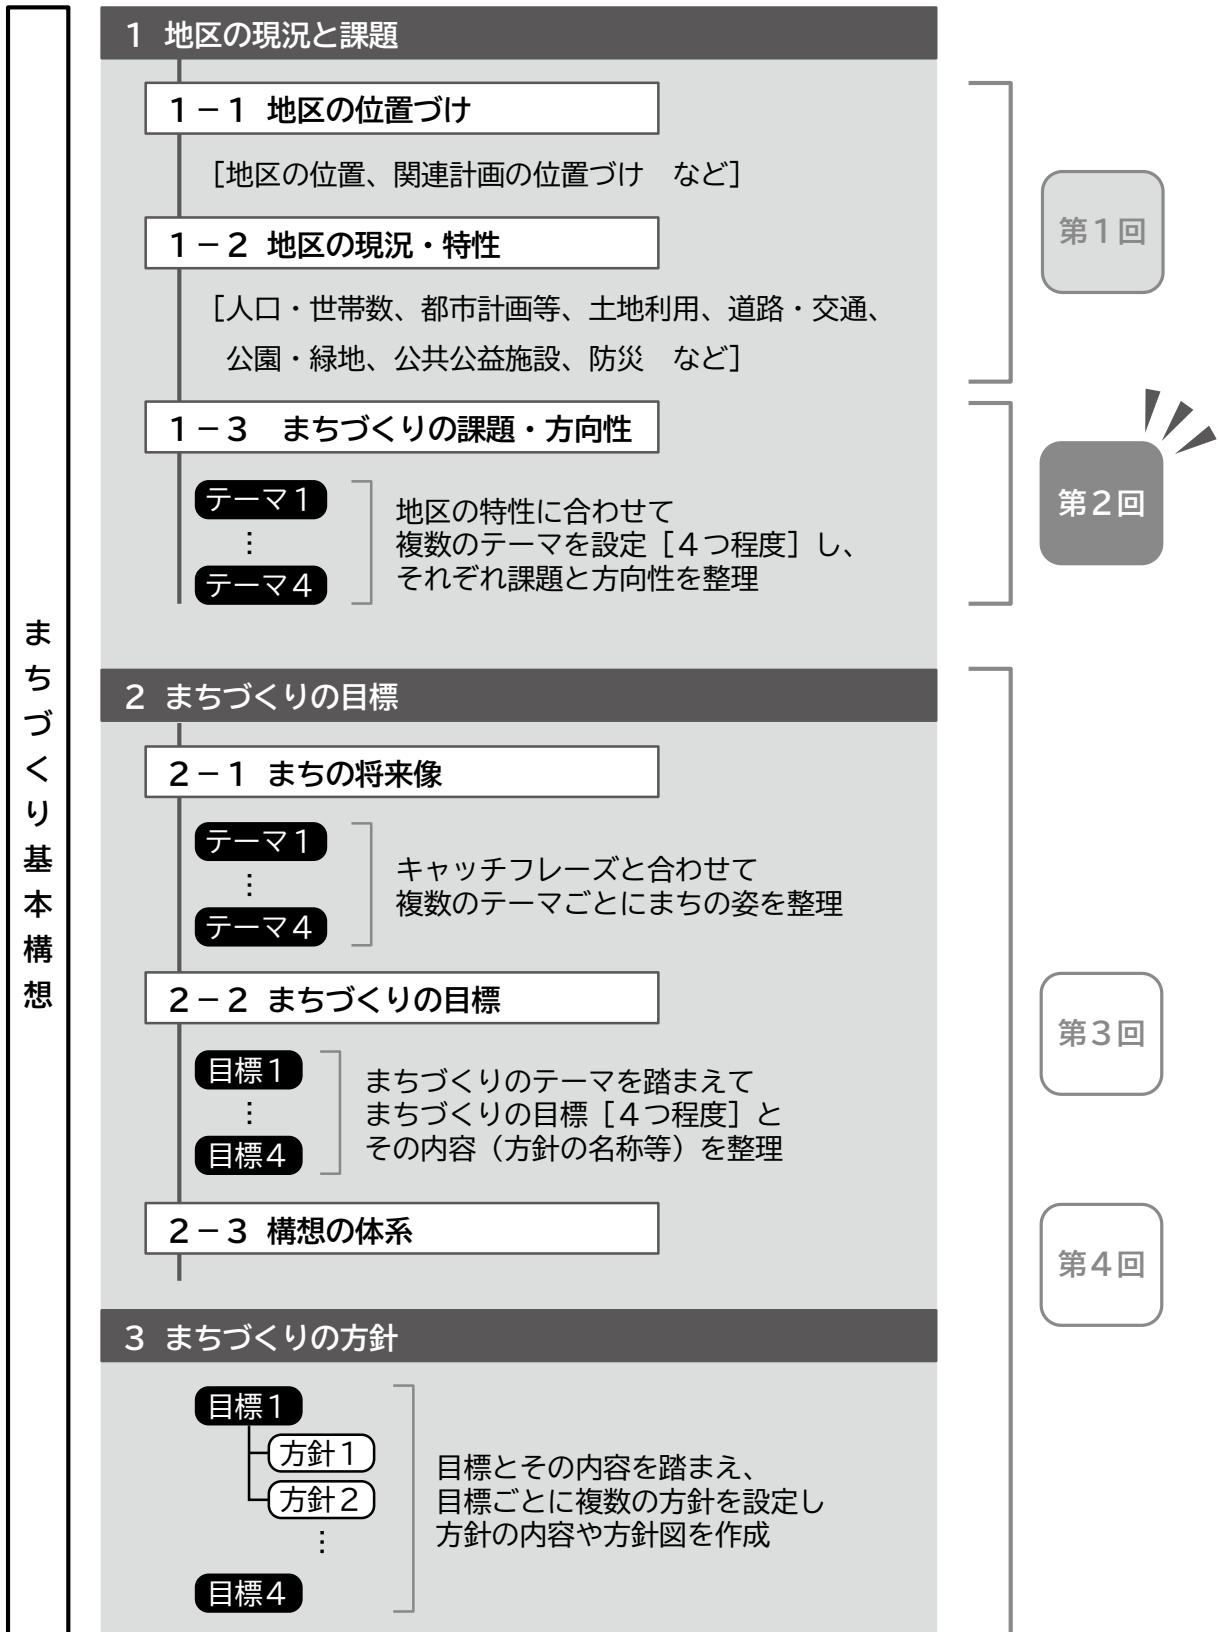 まちづくり基本構想
1 地区の現況と課題
1－1 地区の位置づけ
［地区の位置、関連計画の位置づけ　など］
1－2 地区の現況・特性
［人口・世帯数、都市計画等、土地利用、道路・交通、
公園・緑地、公共公益施設、防災　など］
第1回
1－3　まちづくりの課題・方向性
テーマ1
⋮
テーマ4
地区の特性に合わせて
複数のテーマを設定［4つ程度］し、
それぞれ課題と方向性を整理
第2回
2 まちづくりの目標
2－1 まちの将来像
テーマ1
⋮
テーマ4
キャッチフレーズと合わせて
複数のテーマごとにまちの姿を整理
2－2 まちづくりの目標
目標1
⋮
目標4
まちづくりのテーマを踏まえて
まちづくりの目標［4つ程度］と
その内容（方針の名称等）を整理
第3回
2－3 構想の体系
第4回
3 まちづくりの方針
目標1
方針1
方針2
⋮
目標4
目標とその内容を踏まえ、
目標ごとに複数の方針を設定し
方針の内容や方針図を作成